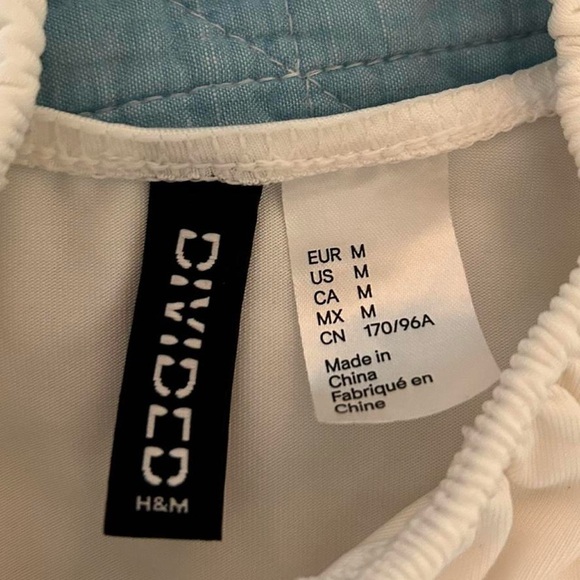 DIVIDED
H&M
EUR M
US M
CA M
MX M
CN 170/96A
Made in
China
Fabriqué en
Chine